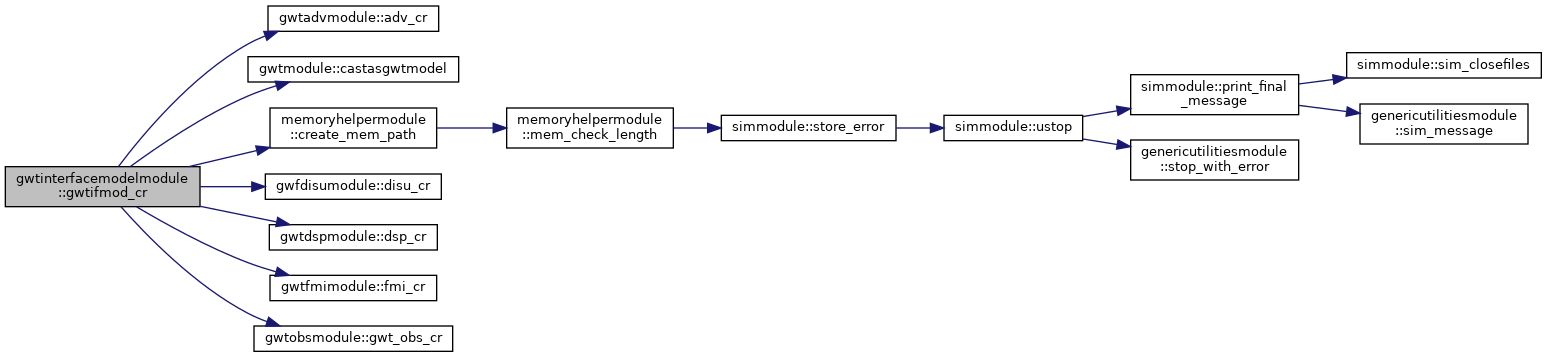 gwtinterfacemodelmodule
::gwtifmod_cr
gwtadvmodule::adv_cr
gwtmodule::castasgwtmodel
memoryhelpermodule
::create_mem_path
gwfdisumodule::disu_cr
gwtdspmodule::dsp_cr
gwtfmimodule::fmi_cr
gwtobsmodule::gwt_obs_cr
memoryhelpermodule
::mem_check_length
simmodule::store_error
simmodule::ustop
simmodule::print_final
_message
genericutilitiesmodule
::stop_with_error
simmodule::sim_closefiles
genericutilitiesmodule
::sim_message